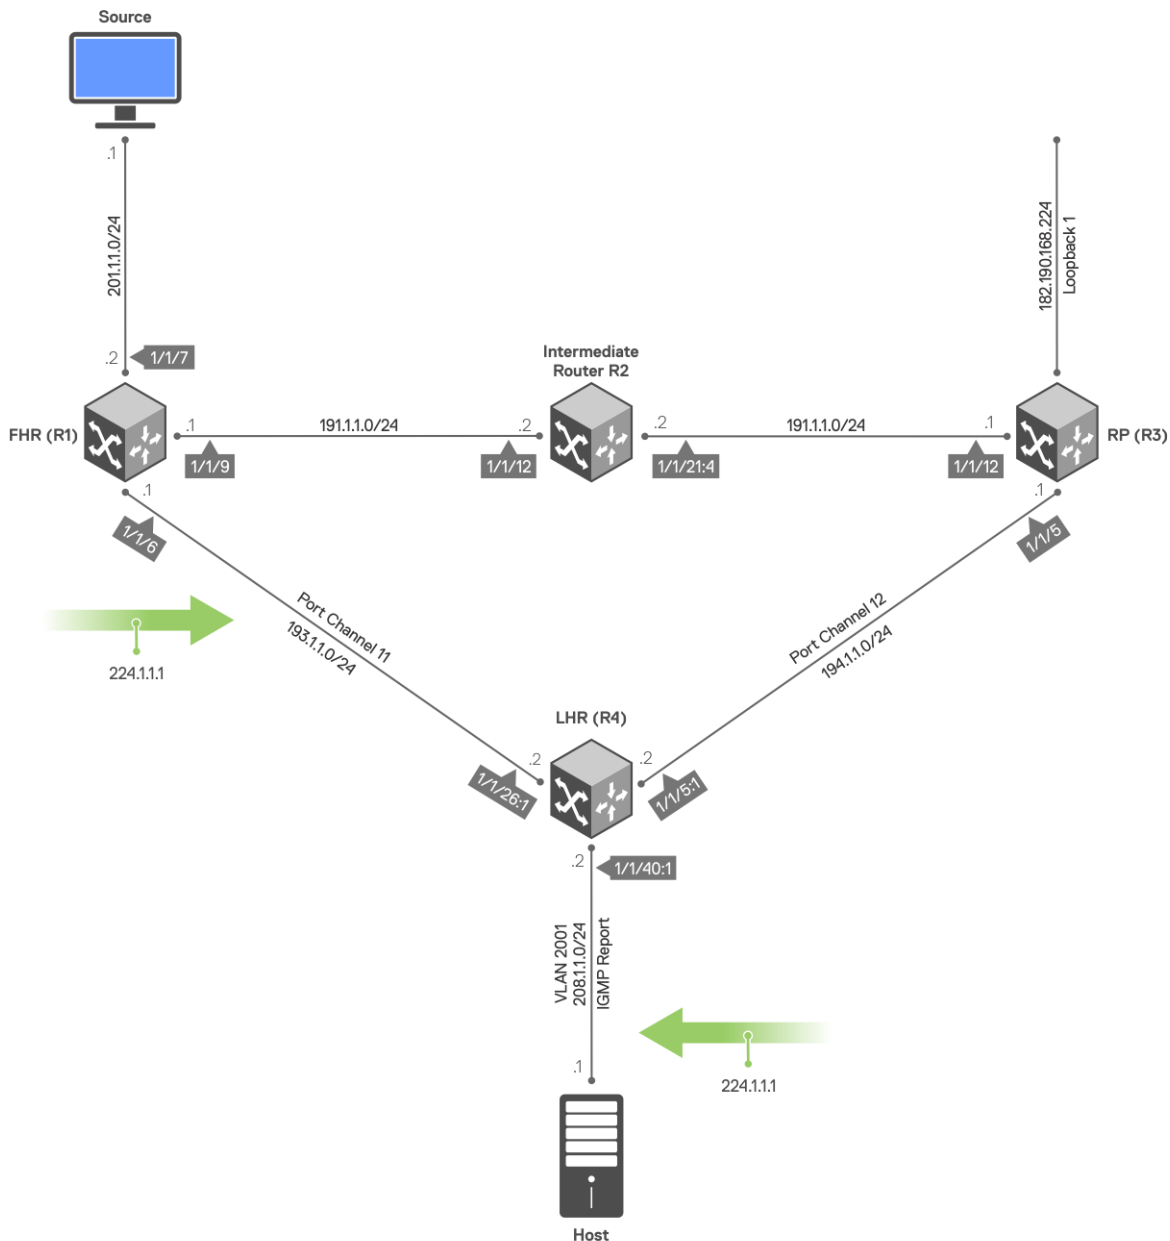 Source
.1
201.1.1.0/24
.2
1/1/7
182.190.168.224
Loopback 1
Intermediate
Router R2
FHR (R1)
.1
191.1.1.0/24
.2
1/1/9
1/1/12
.2
191.1.1.0/24
.1
1/1/21:4
1/1/12
RP (R3)
.1
1/1/6
.1
1/1/5
224.1.1.1
Port Channel 11
193.1.1.0/24
Port Channel 12
194.1.1.0/24
LHR (R4)
.2
1/1/26:1
.2
1/1/5:1
.2
1/1/40:1
VLAN 2001
208.1.1.0/24
IGMP Report
.1
224.1.1.1
Host